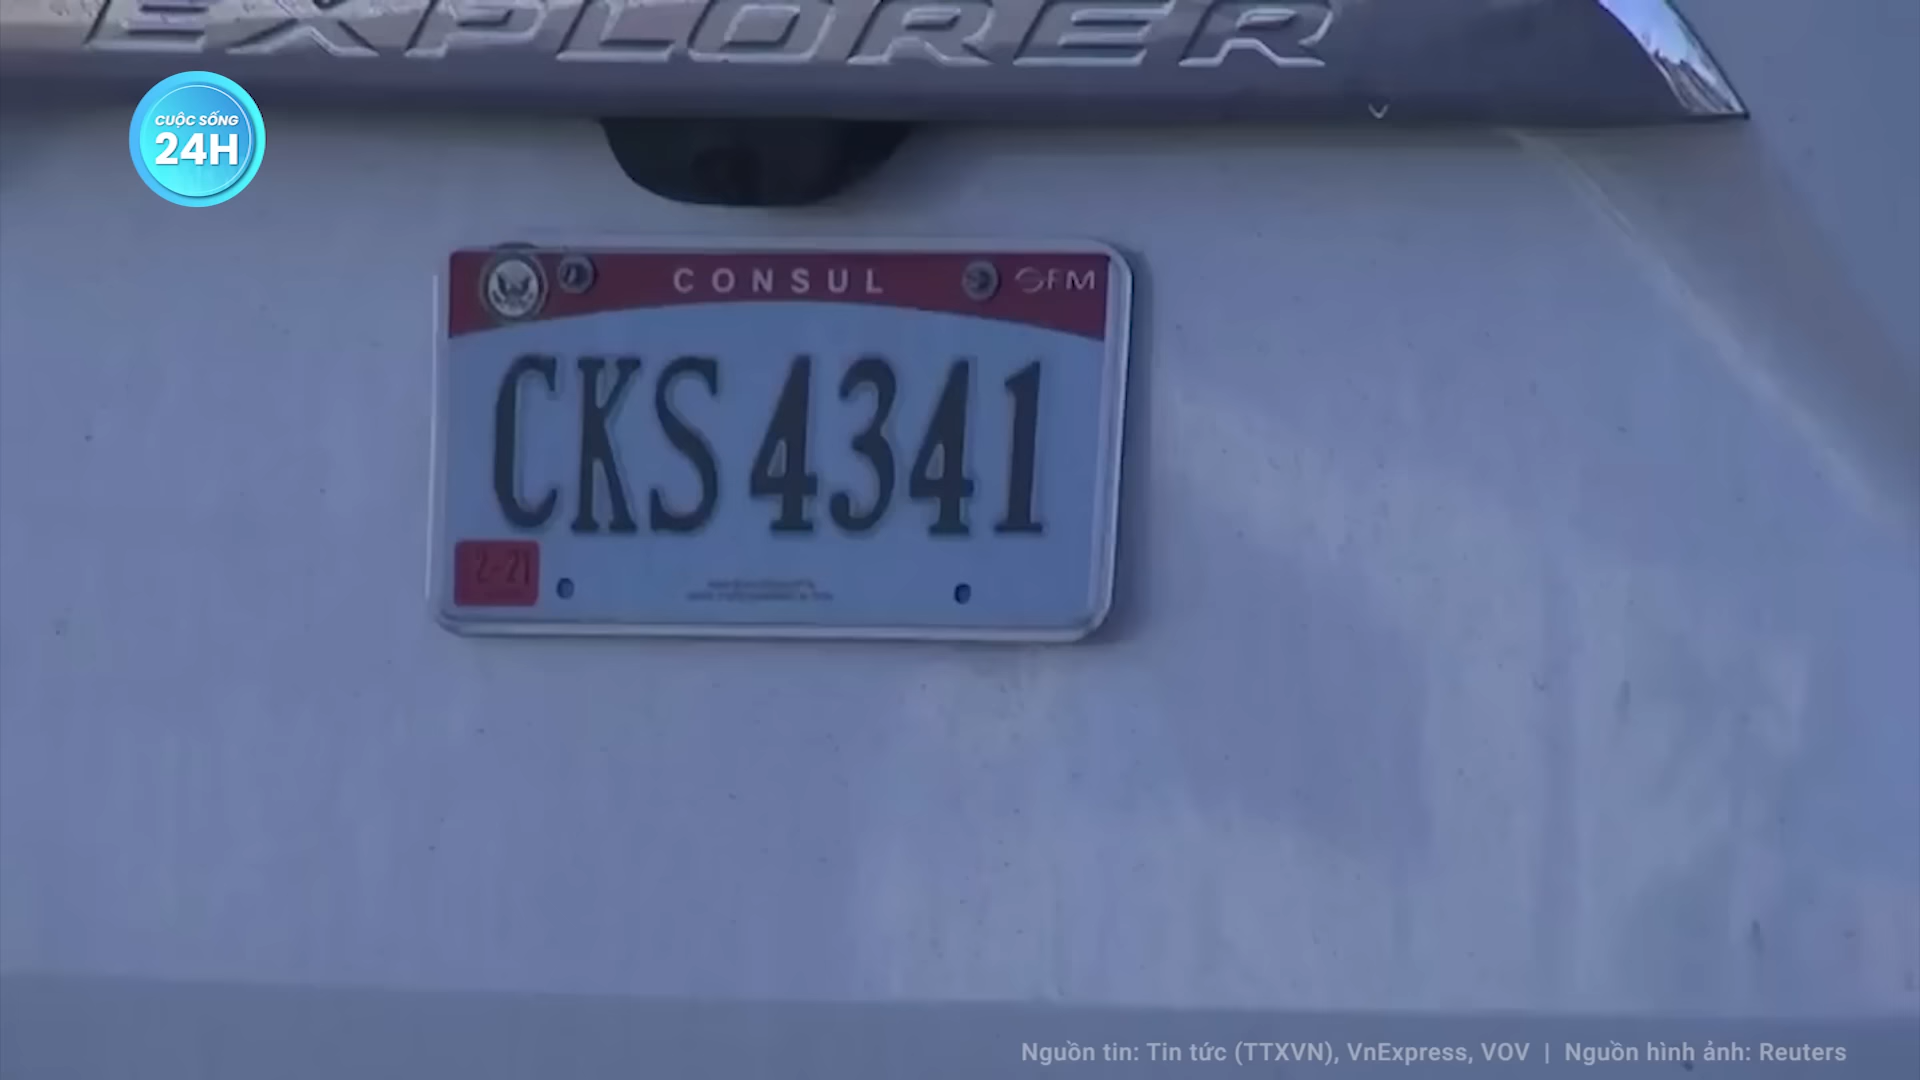 EXPLORER
CUỘC SỐNG
24H
CONSUL
OFM
CKS 4341
2-21
Nguồn tin: Tin tức (TTXVN), VnExpress, VOV | Nguồn hình ảnh: Reuters